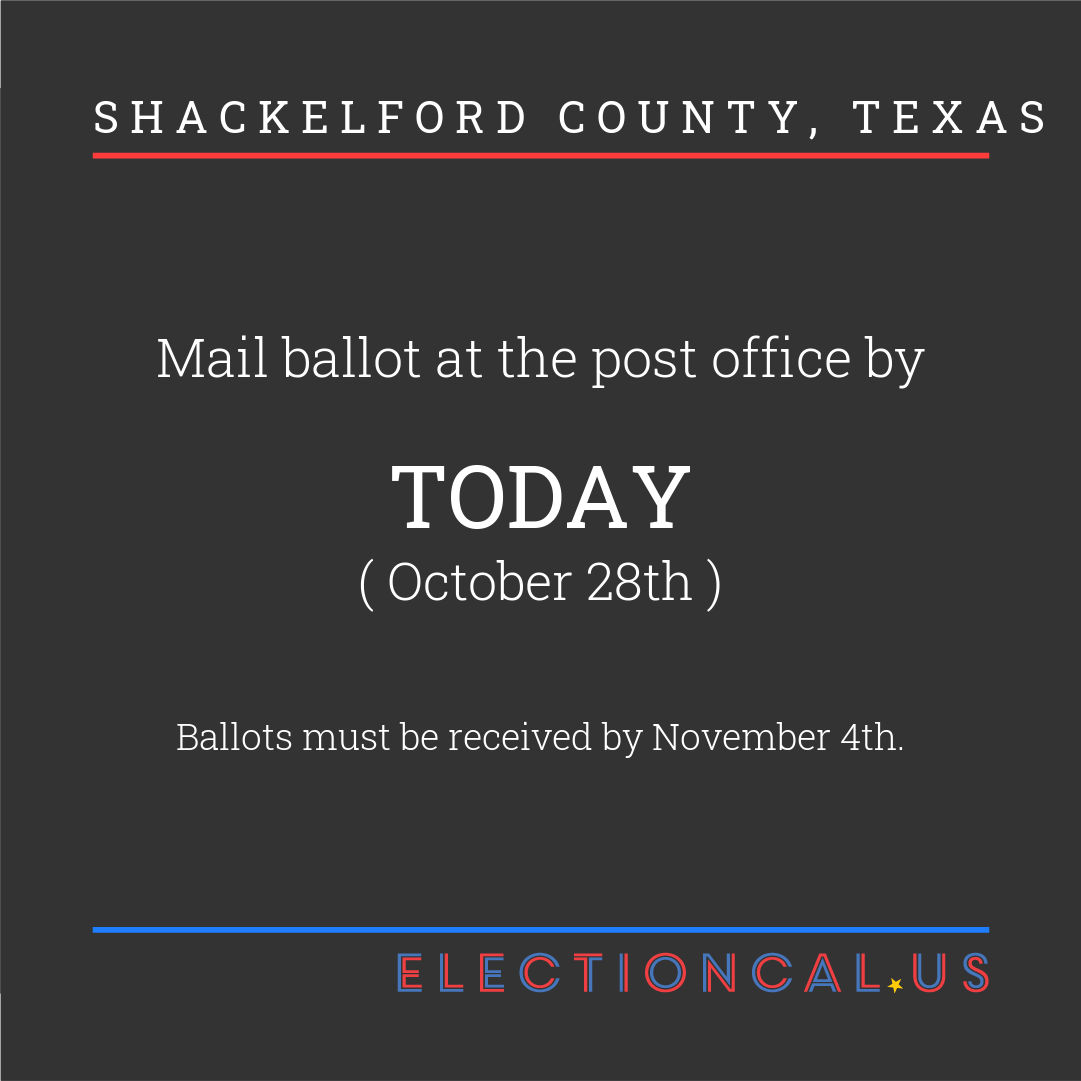 SHACKELFORD COUNTY, TEXAS
Mail ballot at the post office by
TODAY
( October 28th )
Ballots must be received by November 4th.
ELECTIONCAL.US